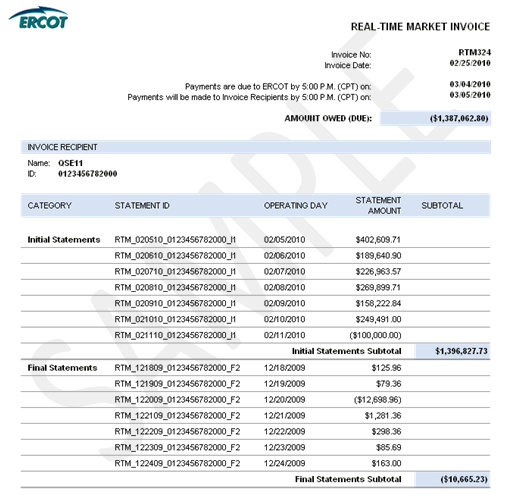 ERCOT
REAL-TIME MARKET INVOICE
Invoice No: RTM324
Invoice Date: 02/25/2010
Payments are due to ERCOT by 5:00 P.M. (CPT) on: 03/04/2010
Payments will be made to Invoice Recipients by 5:00 P.M. (CPT) on: 03/05/2010
AMOUNT OWED (DUE): ($1,387,062.80)
INVOICE RECIPIENT
Name: QSE11
ID: 0123456782000
CATEGORY STATEMENT ID OPERATING DAY STATEMENT AMOUNT SUBTOTAL
Initial Statements RTM_020510_0123456782000_I1 02/05/2010 $402,609.71
RTM_020610_0123456782000_I1 02/06/2010 $189,640.90
RTM_020710_0123456782000_I1 02/07/2010 $226,963.57
RTM_020810_0123456782000_I1 02/08/2010 $269,899.71
RTM_020910_0123456782000_I1 02/09/2010 $158,222.84
RTM_021010_0123456782000_I1 02/10/2010 $249,491.00
RTM_021110_0123456782000_I1 02/11/2010 ($100,000.00)
Initial Statements Subtotal $1,396,827.73
Final Statements RTM_121809_0123456782000_F2 12/18/2009 $125.96
RTM_121909_0123456782000_F2 12/19/2009 $79.36
RTM_122009_0123456782000_F2 12/20/2009 ($12,698.96)
RTM_122109_0123456782000_F2 12/21/2009 $1,281.36
RTM_122209_0123456782000_F2 12/22/2009 $298.36
RTM_122309_0123456782000_F2 12/23/2009 $85.69
RTM_122409_0123456782000_F2 12/24/2009 $163.00
Final Statements Subtotal ($10,665.23)
SAMPLE